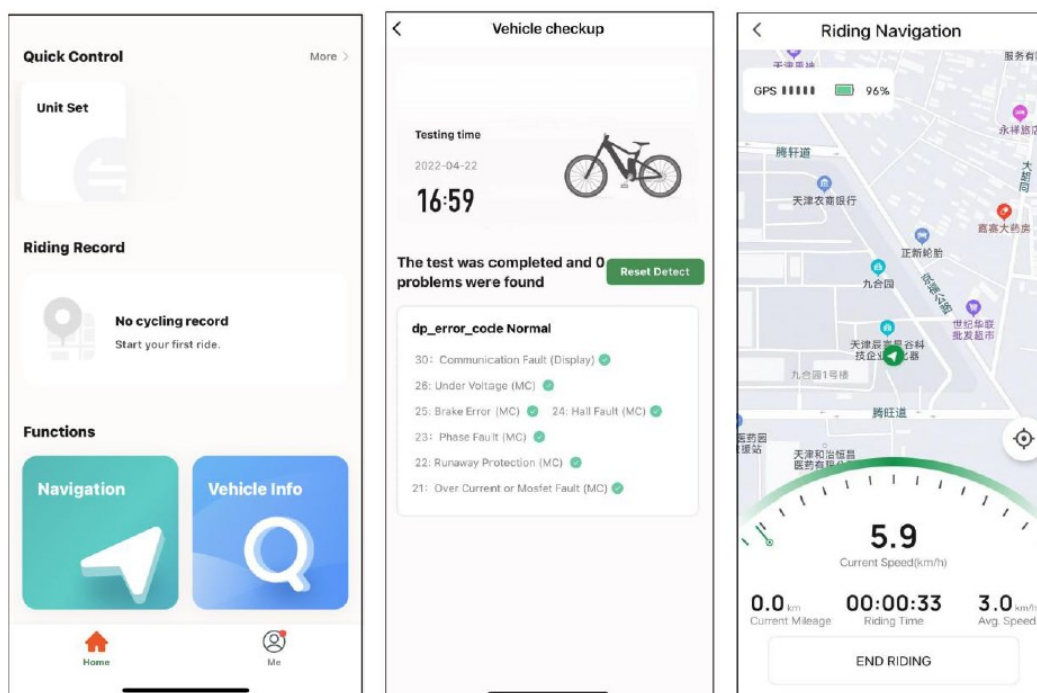 Quick Control
More >
Unit Set
Riding Record
No cycling record
Start your first ride.
Functions
Navigation
Vehicle Info
Home
Me
Vehicle checkup
Testing time
2022-04-22
16:59
The test was completed and 0
problems were found
Reset Detect
dp_error_code Normal
30: Communication Fault (Display)
26: Under Voltage (MC)
25: Brake Error (MC) 24: Hall Fault (MC)
23: Phase Fault (MC)
22: Runaway Protection (MC)
21: Over Current or Mosfet Fault (MC)
Riding Navigation
GPS 96%
永祥旅店
腾轩道
大胡同
天津农商银行
嘉嘉大药房
正新轮胎
九合园
世纪华联
批发超市
九合园1号楼
腾旺道
天津和治恒昌
5.9
Current Speed(km/h)
0.0 km
Current Mileage
00:00:33
Riding Time
3.0 km/h
Avg. Speed
END RIDING